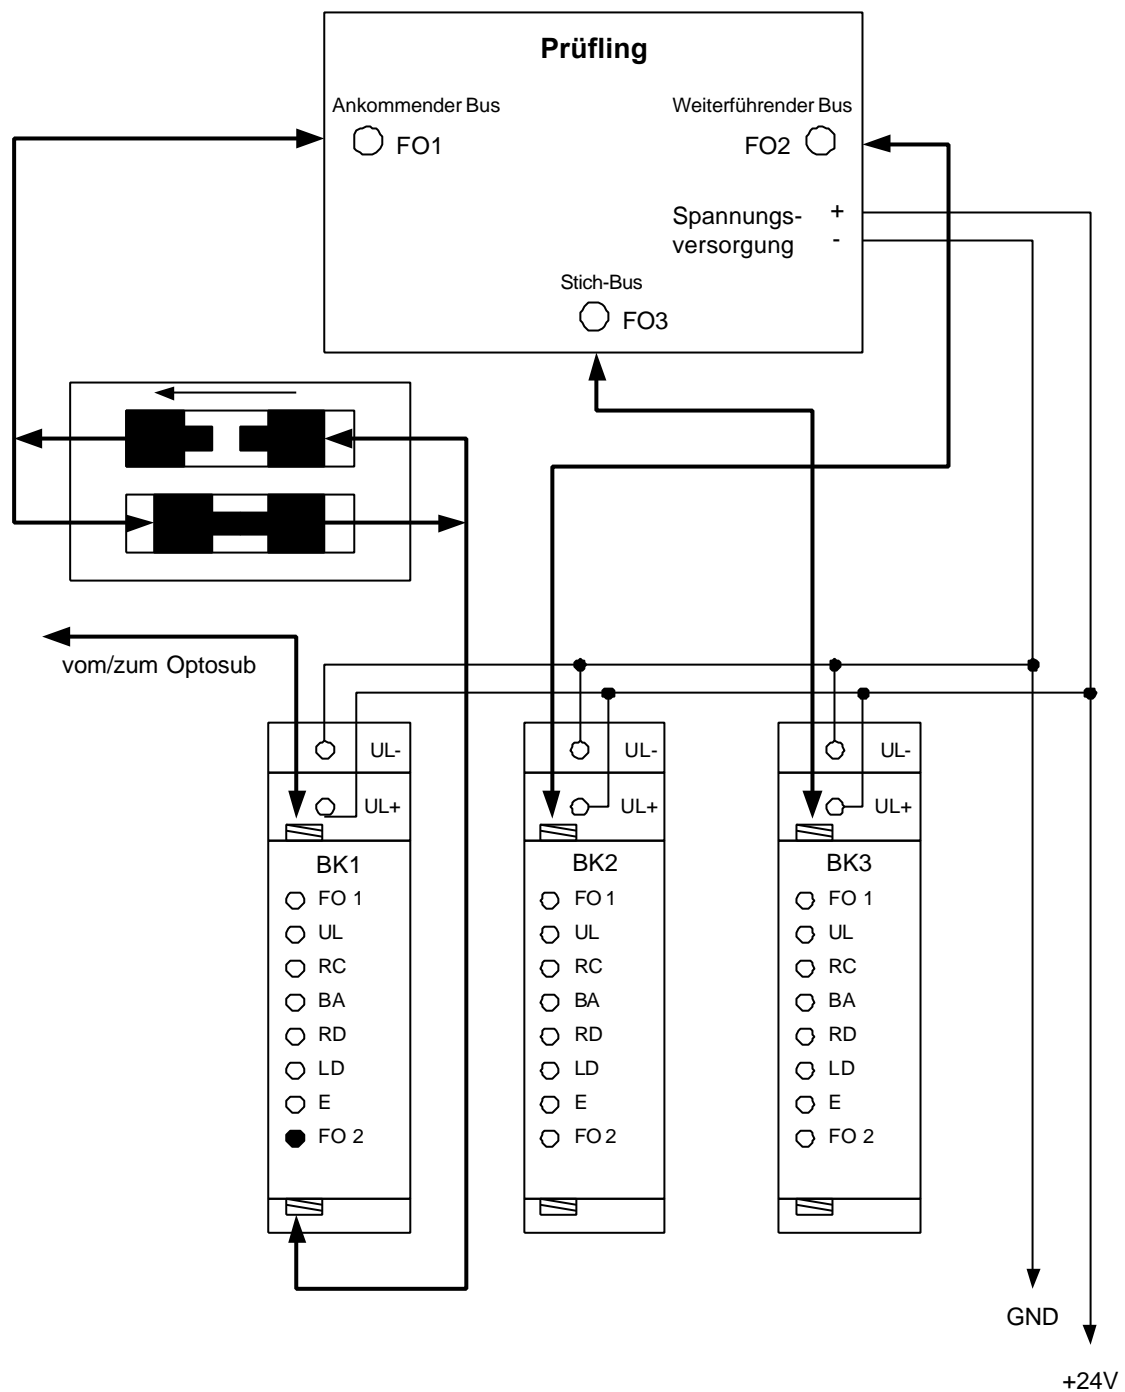 Prüfling
Ankommender Bus
Weiterführender Bus
FO1
FO2
Spannungs-
+
versorgung
-
Stich-Bus
FO3
vom/zum Optosub
UL-
UL-
UL-
UL+
UL+
UL+
BK1
FO 1
UL
RC
BA
RD
LD
E
FO 2
BK2
FO 1
UL
RC
BA
RD
LD
E
FO 2
BK3
FO 1
UL
RC
BA
RD
LD
E
FO 2
GND
+24V